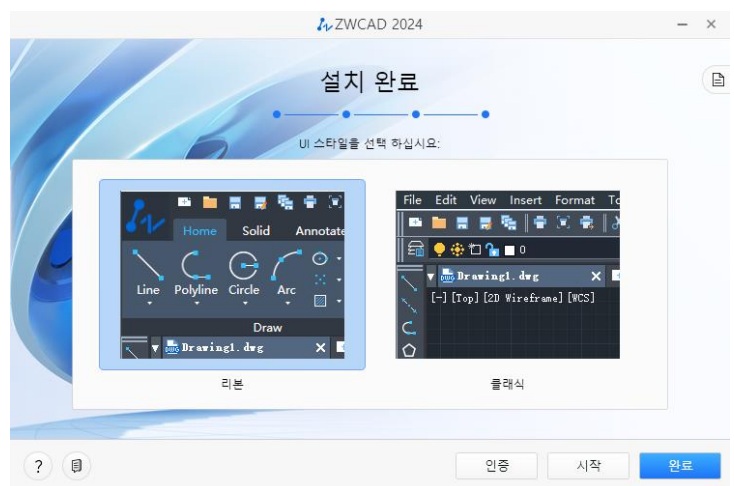 ZWCAD 2024
설치 완료
UI 스타일을 선택 하십시요:
Home Solid Annotate
Line Polyline Circle Arc
Draw
Drawing1.dwg
리본
File Edit View Insert Format To
0
Drawing1.dwg
[-] [Top] [2D Wireframe] [WCS]
클래식
?
인증 시작 완료